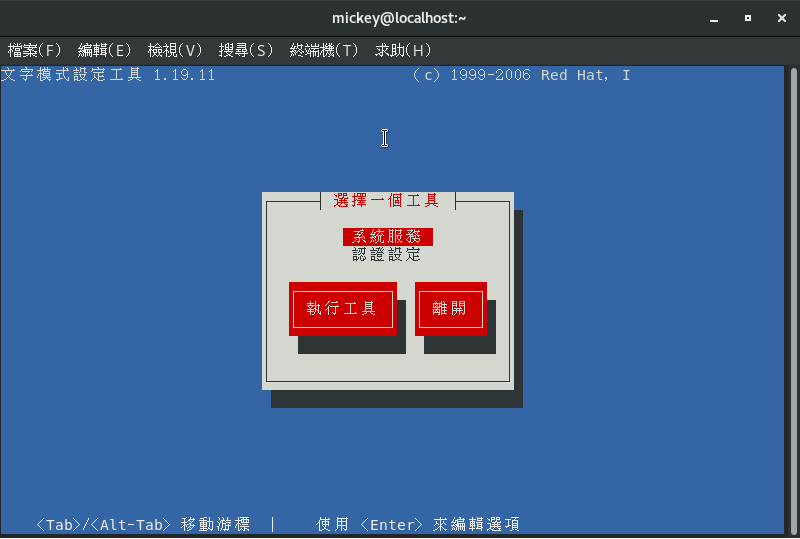 mickey@localhost:~
檔案(F) 編輯(E) 檢視(V) 搜尋(S) 終端機(T) 求助(H)
文字模式設定工具 1.19.11 (c) 1999-2006 Red Hat, I
選擇一個工具
系統服務
認證設定
執行工具 離開
<Tab>/<Alt-Tab> 移動游標 | 使用 <Enter> 來編輯選項